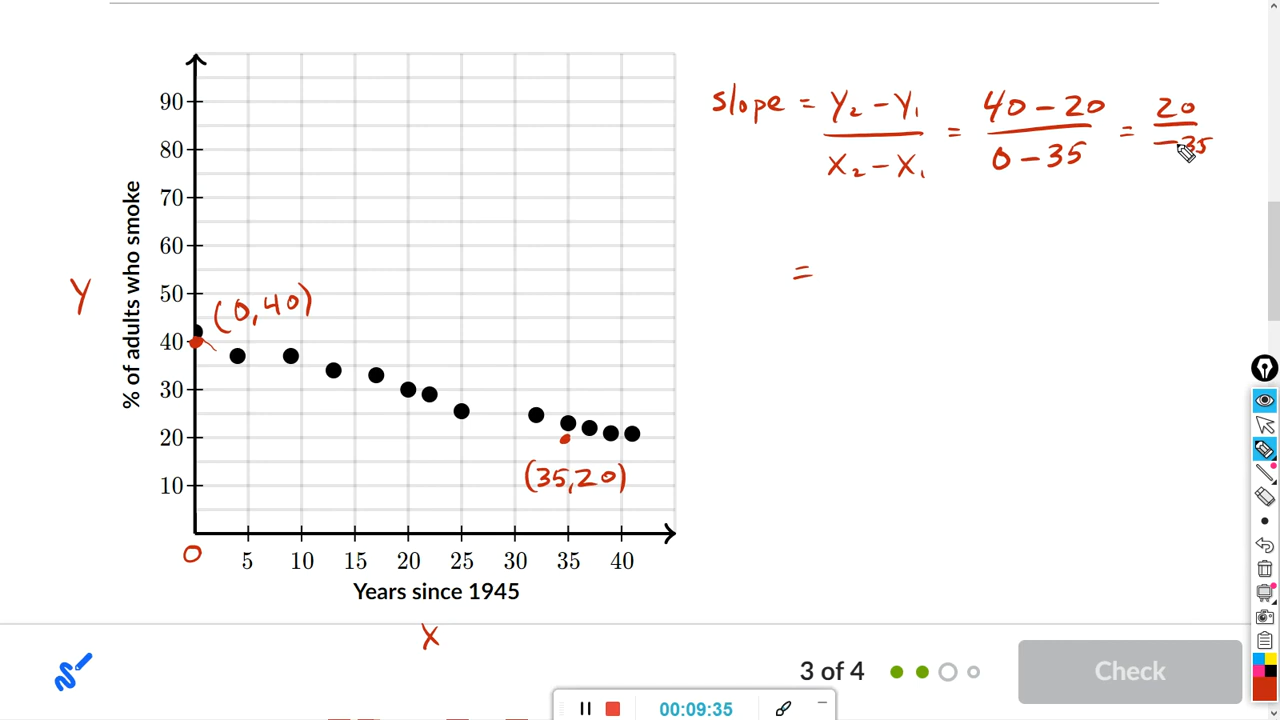 90
80
70
60
50
40
30
20
10
% of adults who smoke
Y
(0,40)
(35,20)
0
5 10 15 20 25 30 35 40
Years since 1945
X
slope = Y₂ - Y₁ / X₂ - X₁ = 40 - 20 / 0 - 35 = 20 / -35
=
3 of 4
Check
00:09:35